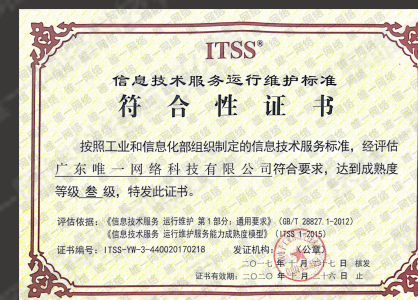 ITSS®
信息技术服务运行维护标准
符合性证书
按照工业和信息化部组织制定的信息技术服务标准，经评估
广东唯一网络科技有限公司符合要求，达到成熟度
等级 叁 级，特发此证书。
评估依据：《信息技术服务 运行维护 第1部分：通用要求》（GB/T 28827.1-2012）
《信息技术服务 运行维护服务能力成熟度模型》（ITSS.1-2015）
证书编号：ITSS-YW-3-440020170218 发证机构： （公章）
二〇一七年 月 十七日 核发
证书有效期：二〇二〇年 月二十六日 止